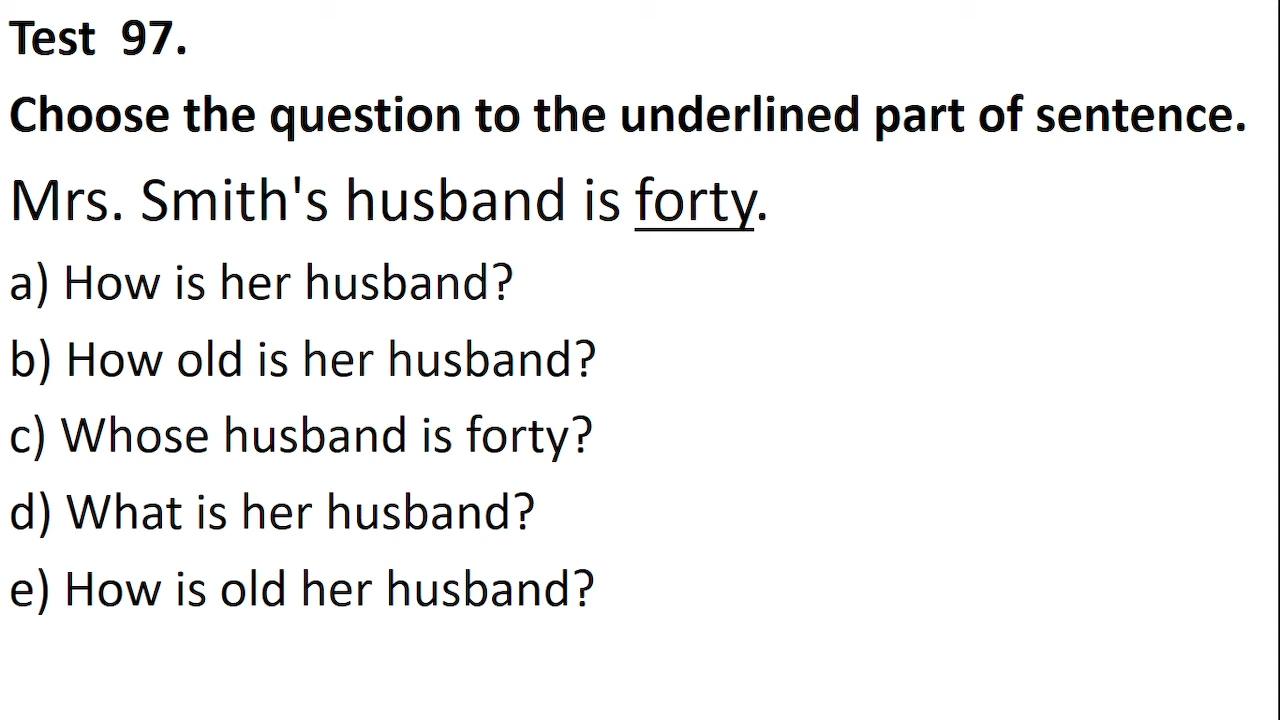 Test 97.
Choose the question to the underlined part of sentence.
Mrs. Smith's husband is forty.
a) How is her husband?
b) How old is her husband?
c) Whose husband is forty?
d) What is her husband?
e) How is old her husband?